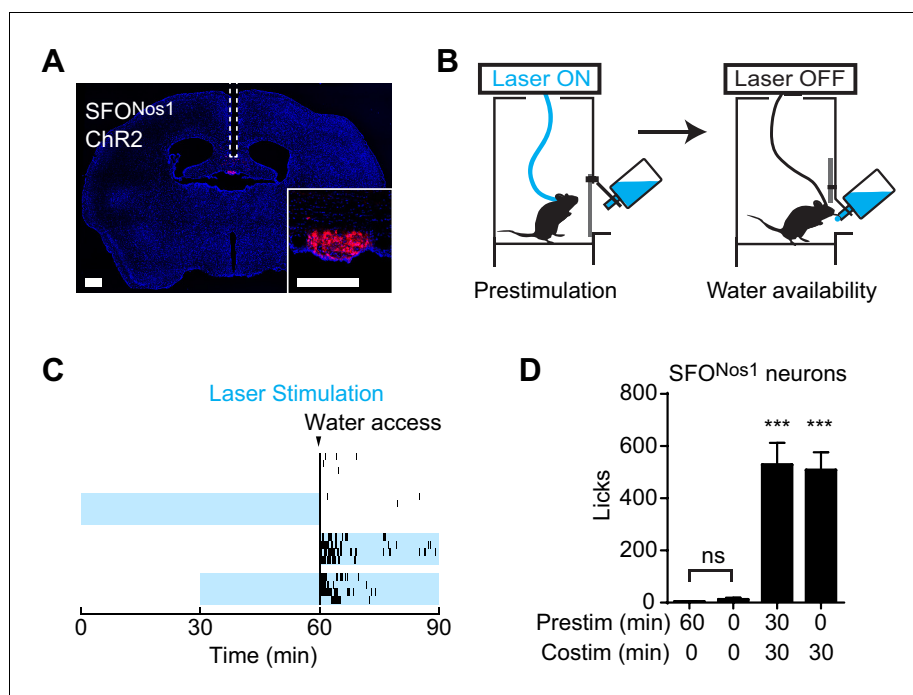 A
SFONos1
ChR2
B
Laser ON
Laser OFF
Prestimulation
Water availability
C
Laser Stimulation
Water access
0
30
60
90
Time (min)
D
SFONos1 neurons
800
600
400
200
0
Licks
***
***
ns
Prestim (min) 60 0 30 0
Costim (min) 0 0 30 30